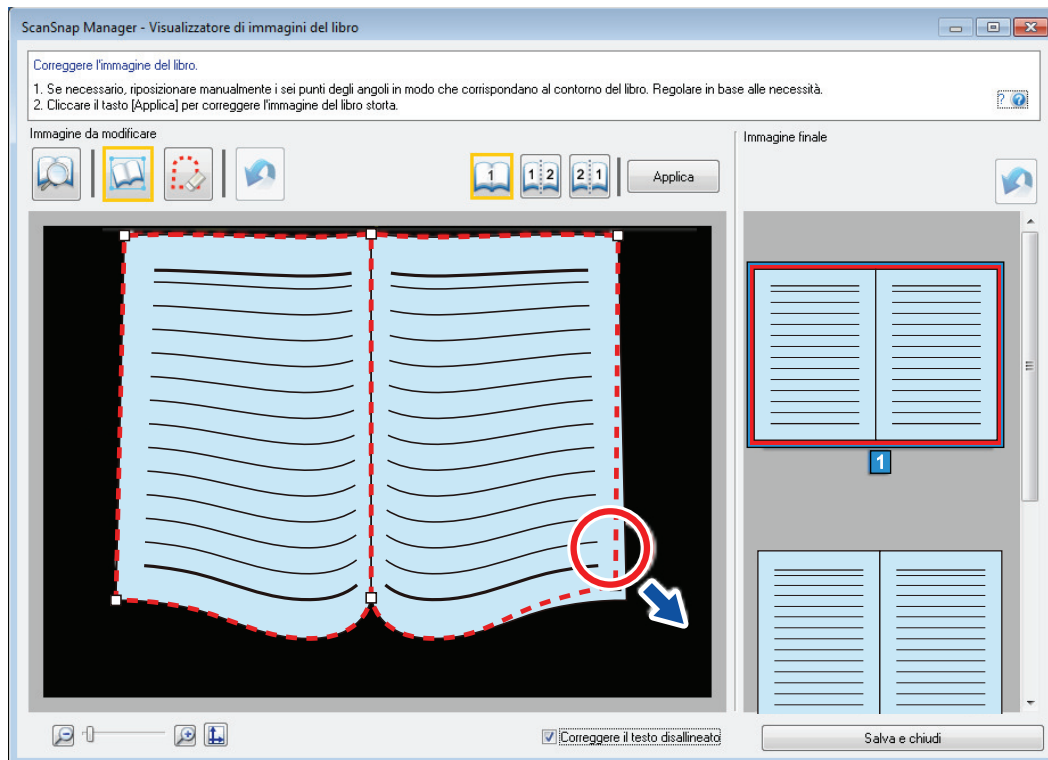 ScanSnap Manager - Visualizzatore di immagini del libro
Correggere l'immagine del libro.
1. Se necessario, riposizionare manualmente i sei punti degli angoli in modo che corrispondano al contorno del libro. Regolare in base alle necessità.
2. Cliccare il tasto [Applica] per correggere l'immagine del libro storta.
?
Immagine da modificare
Immagine finale
1
1 2
2 1
Applica
1
Correggere il testo disallineato
Salva e chiudi